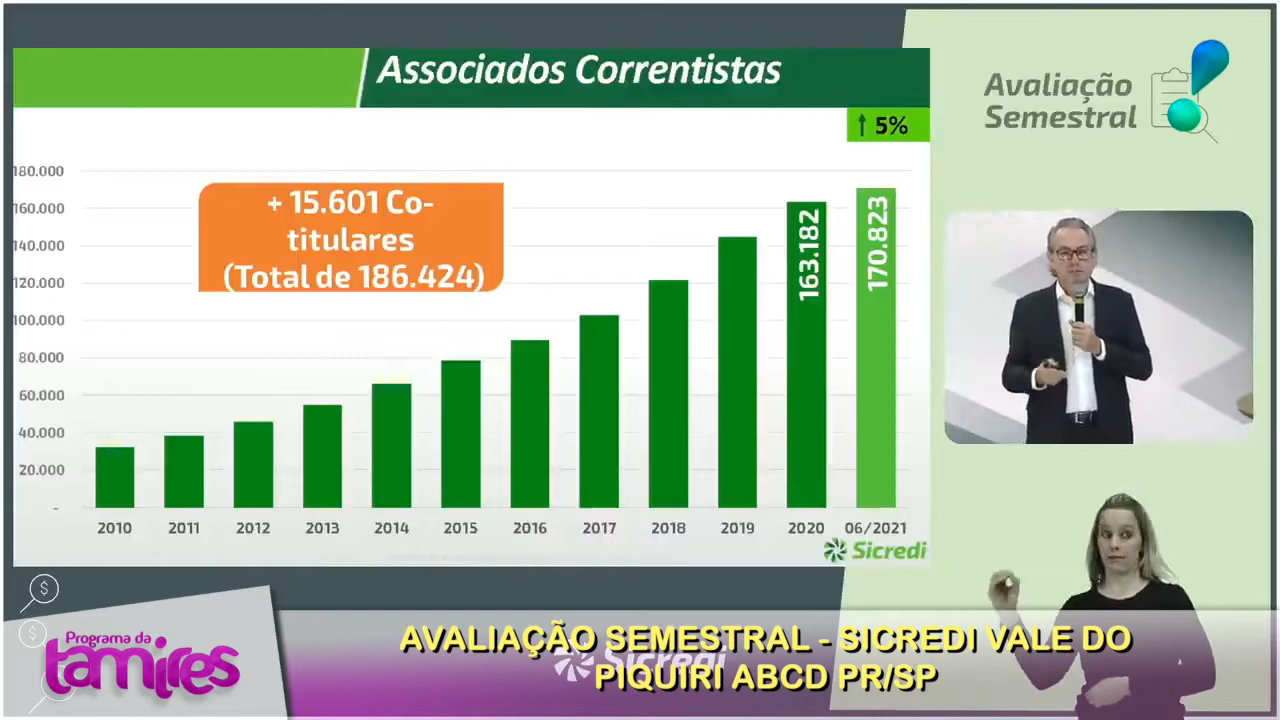 Associados Correntistas
5%
Avaliação
Semestral
180.000
160.000
140.000
120.000
100.000
80.000
60.000
40.000
20.000
-
+ 15.601 Co-
titulares
(Total de 186.424)
163.182
170.823
2010 2011 2012 2013 2014 2015 2016 2017 2018 2019 2020 06/2021
Sicredi
$
$
Programa da
tamires
AVALIAÇÃO SEMESTRAL - SICREDI VALE DO
PIQUIRI ABCD PR/SP
Sicredi